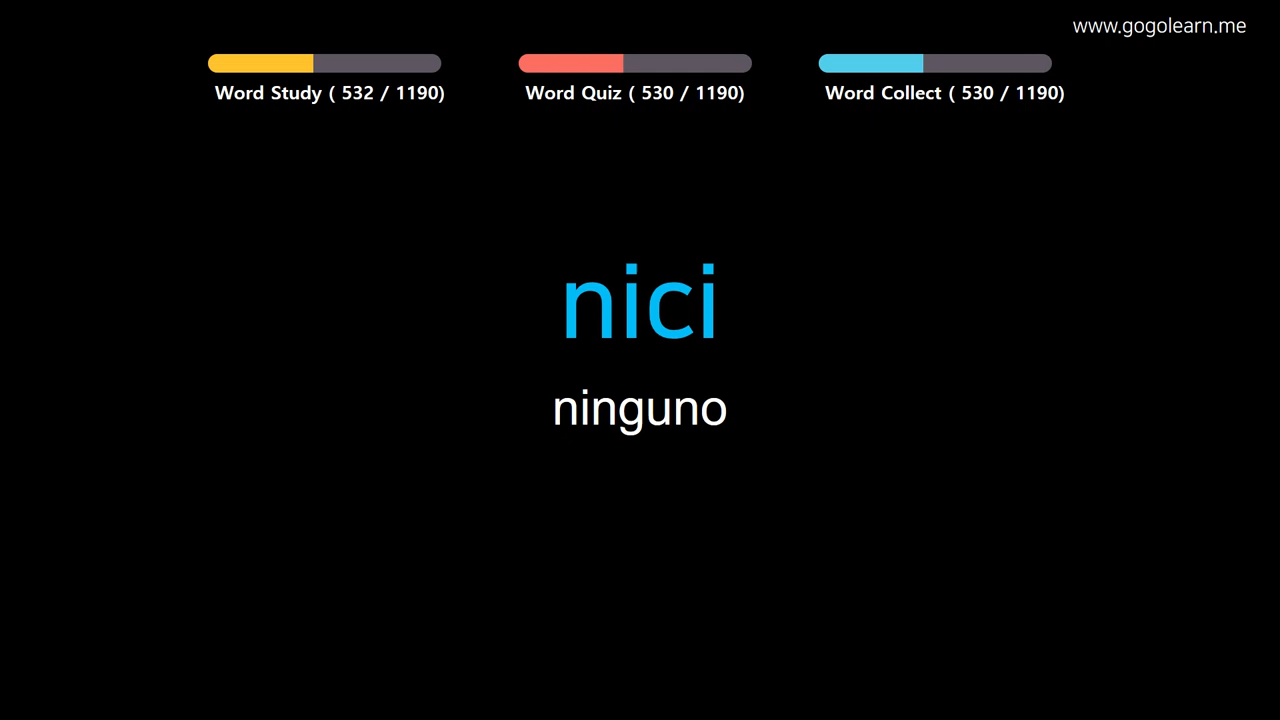 www.gogolearn.me
Word Study ( 532 / 1190)
Word Quiz ( 530 / 1190)
Word Collect ( 530 / 1190)
nici
ninguno